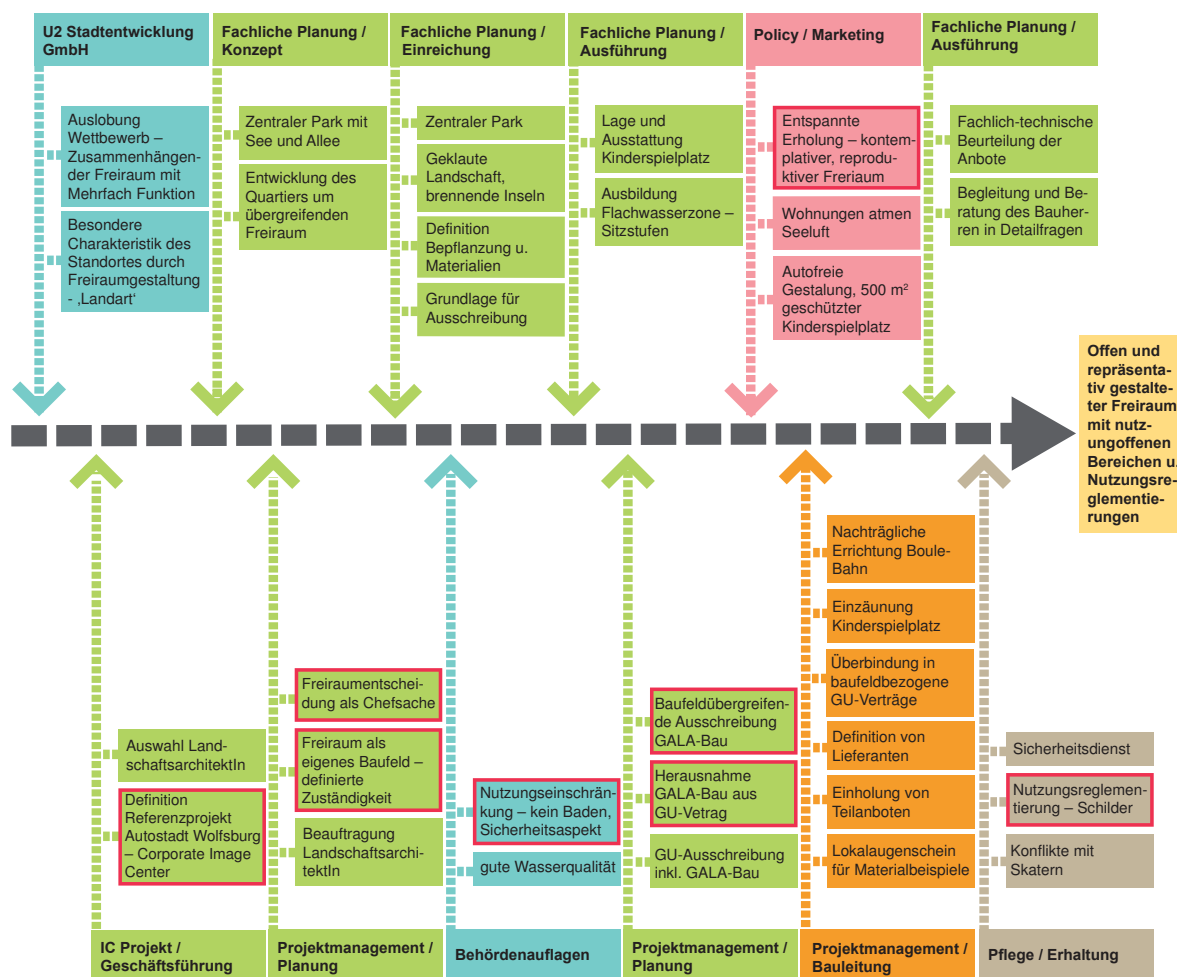 U2 Stadtentwicklung
GmbH
Auslobung
Wettbewerb –
Zusammenhängen-
der Freiraum mit
Mehrfach Funktion
Besondere
Charakteristik des
Standortes durch
Freiraumgestaltung
- ‚Landart‘
Fachliche Planung /
Konzept
Zentraler Park mit
See und Allee
Entwicklung des
Quartiers um
übergreifenden
Freiraum
Fachliche Planung /
Einreichung
Zentraler Park
Geklaute
Landschaft,
brennende Inseln
Definition
Bepflanzung u.
Materialien
Grundlage für
Ausschreibung
Fachliche Planung /
Ausführung
Lage und
Ausstattung
Kinderspielplatz
Ausbildung
Flachwasserzone –
Sitzstufen
Policy / Marketing
Entspannte
Erholung – kontem-
plativer, reproduk-
tiver Freriaum
Wohnungen atmen
Seeluft
Autofreie
Gestalung, 500 m²
geschützter
Kinderspielplatz
Fachliche Planung /
Ausführung
Fachlich-technische
Beurteilung der
Anbote
Begleitung und Be-
ratung des Bauher-
ren in Detailfragen
Offen und
repräsenta-
tiv gestalte-
ter Freiraum
mit nutz-
ungoffenen
Bereichen u.
Nutzungsre-
glementie-
rungen
Auswahl Land-
schaftsarchitektIn
Definition
Referenzprojekt
Autostadt Wolfsburg
– Corporate Image
Center
IC Projekt /
Geschäftsführung
Freiraumentschei-
dung als Chefsache
Freiraum als
eigenes Baufeld –
definierte
Zuständigkeit
Beauftragung
Landschaftsarchi-
tektIn
Projektmanagement /
Planung
Nutzungseinschrän-
kung – kein Baden,
Sicherheitsaspekt
gute Wasserqualität
Behördenauflagen
Baufeldübergreifen-
de Ausschreibung
GALA-Bau
Herausnahme
GALA-Bau aus
GU-Vetrag
GU-Ausschreibung
inkl. GALA-Bau
Projektmanagement /
Planung
Nachträgliche
Errichtung Boule-
Bahn
Einzäunung
Kinderspielplatz
Überbindung in
baufeldbezogene
GU-Verträge
Definition von
Lieferanten
Einholung von
Teilanboten
Lokalaugenschein
für Materialbeispiele
Projektmanagement /
Bauleitung
Sicherheitsdienst
Nutzungsreglemen-
tierung – Schilder
Konflikte mit
Skatern
Pflege / Erhaltung